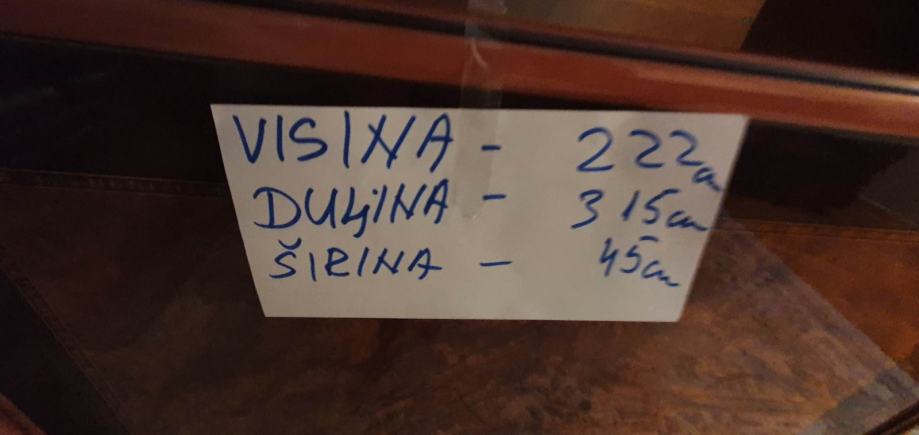 VISINA - 222cm
DULJINA - 315cm
ŠIRINA - 45cm